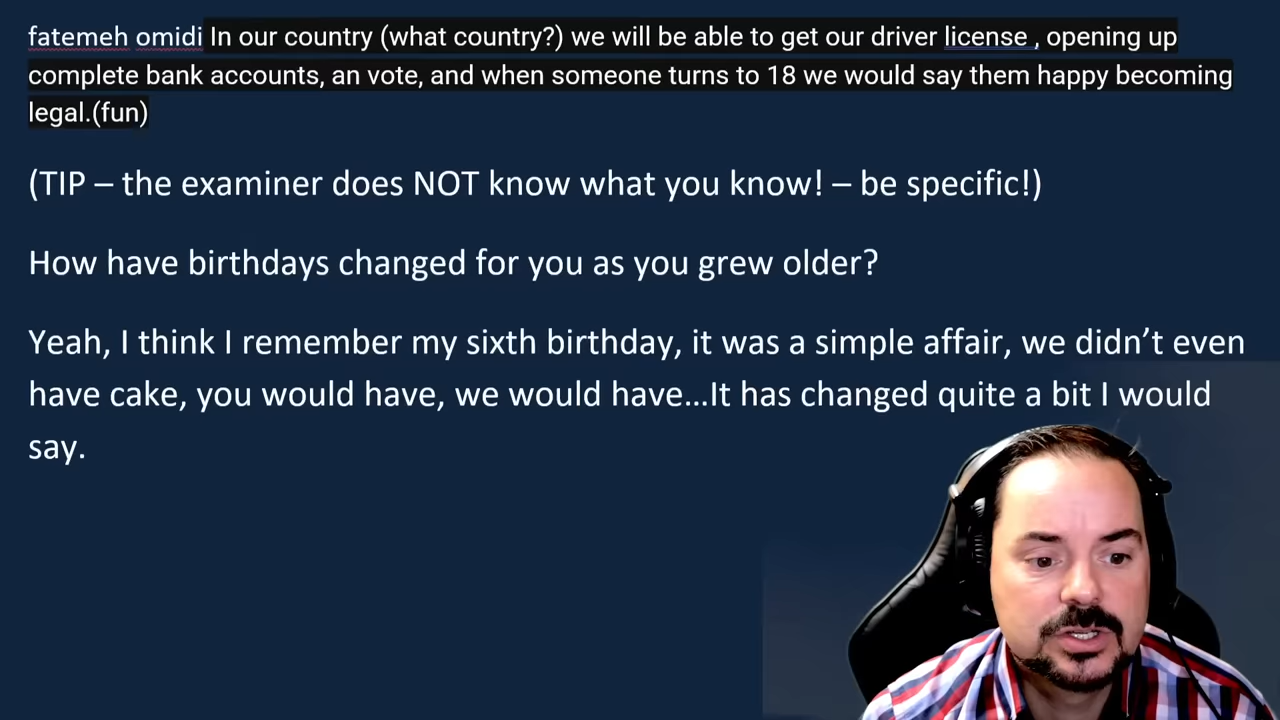 fatemeh omidi In our country (what country?) we will be able to get our driver license , opening up
complete bank accounts, an vote, and when someone turns to 18 we would say them happy becoming
legal.(fun)
(TIP – the examiner does NOT know what you know! – be specific!)
How have birthdays changed for you as you grew older?
Yeah, I think I remember my sixth birthday, it was a simple affair, we didn’t even
have cake, you would have, we would have…It has changed quite a bit I would
say.